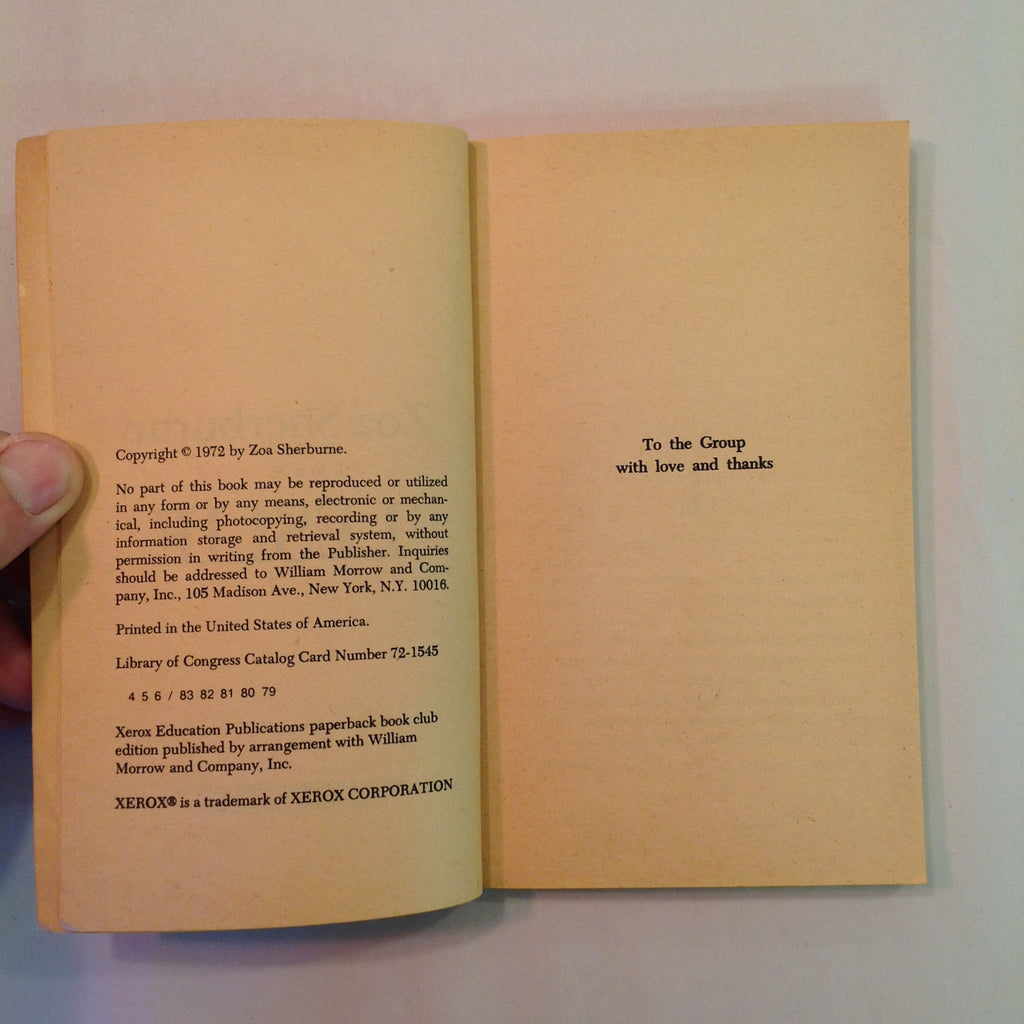 Copyright © 1972 by Zoa Sherburne.
No part of this book may be reproduced or utilized
in any form or by any means, electronic or mechan-
ical, including photocopying, recording or by any
information storage and retrieval system, without
permission in writing from the Publisher. Inquiries
should be addressed to William Morrow and Com-
pany, Inc., 105 Madison Ave., New York, N.Y. 10016.
Printed in the United States of America.
Library of Congress Catalog Card Number 72-1545
4 5 6 / 83 82 81 80 79
Xerox Education Publications paperback book club
edition published by arrangement with William
Morrow and Company, Inc.
XEROX® is a trademark of XEROX CORPORATION
To the Group
with love and thanks